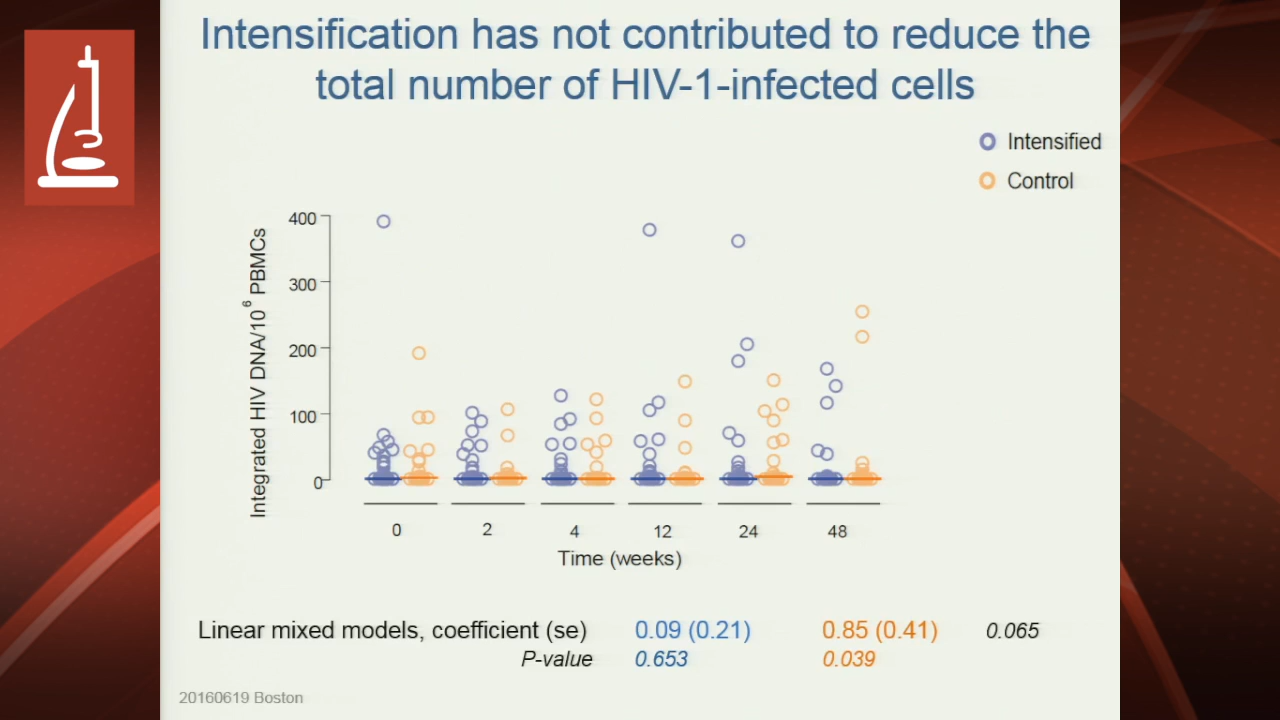 Intensification has not contributed to reduce the
total number of HIV-1-infected cells
Intensified
Control
Integrated HIV DNA/10⁶ PBMCs
400
300
200
100
0
0 2 4 12 24 48
Time (weeks)
Linear mixed models, coefficient (se) 0.09 (0.21) 0.85 (0.41) 0.065
P-value 0.653 0.039
20160619 Boston